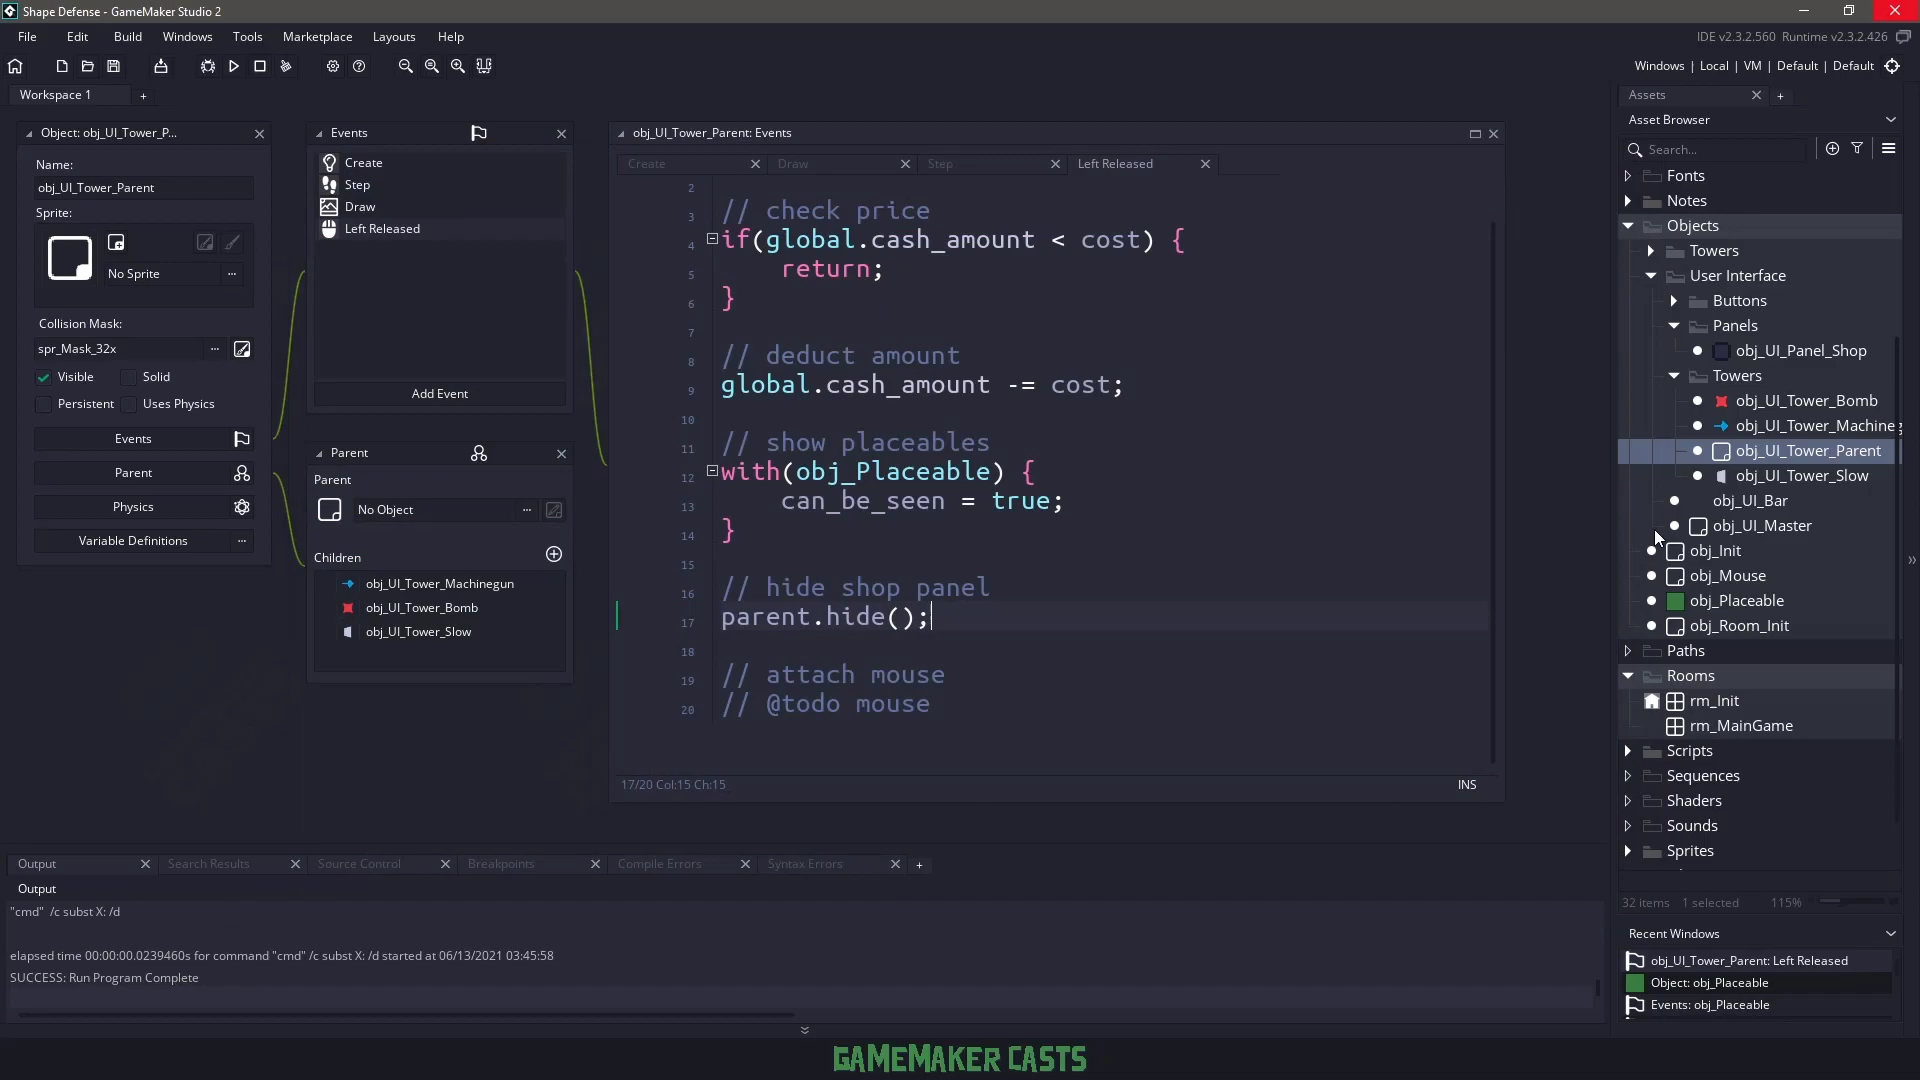 Shape Defense - GameMaker Studio 2
File Edit Build Windows Tools Marketplace Layouts Help
IDE v2.3.2.560 Runtime v2.3.2.426
Windows | Local | VM | Default | Default
Workspace 1 +
Object: obj_UI_Tower_P...
Name:
obj_UI_Tower_Parent
Sprite:
No Sprite ...
Collision Mask:
spr_Mask_32x ...
Visible Solid
Persistent Uses Physics
Events
Parent
Physics
Variable Definitions ...
Events
Create
Step
Draw
Left Released
Add Event
Parent
Parent
No Object ...
Children
obj_UI_Tower_Machinegun
obj_UI_Tower_Bomb
obj_UI_Tower_Slow
obj_UI_Tower_Parent: Events
Create Draw Step Left Released
2
3 // check price
4 if(global.cash_amount < cost) {
5 return;
6 }
7
8 // deduct amount
9 global.cash_amount -= cost;
10
11 // show placeables
12 with(obj_Placeable) {
13 can_be_seen = true;
14 }
15
16 // hide shop panel
17 parent.hide();
18
19 // attach mouse
20 // @todo mouse
17/20 Col:15 Ch:15 INS
Assets +
Asset Browser
Search...
Fonts
Notes
Objects
Towers
User Interface
Buttons
Panels
obj_UI_Panel_Shop
Towers
obj_UI_Tower_Bomb
obj_UI_Tower_Machineg
obj_UI_Tower_Parent
obj_UI_Tower_Slow
obj_UI_Bar
obj_UI_Master
obj_Init
obj_Mouse
obj_Placeable
obj_Room_Init
Paths
Rooms
rm_Init
rm_MainGame
Scripts
Sequences
Shaders
Sounds
Sprites
32 items 1 selected 115%
Recent Windows
obj_UI_Tower_Parent: Left Released
Object: obj_Placeable
Events: obj_Placeable
Output Search Results Source Control Breakpoints Compile Errors Syntax Errors +
Output
"cmd" /c subst X: /d
elapsed time 00:00:00.0239460s for command "cmd" /c subst X: /d started at 06/13/2021 03:45:58
SUCCESS: Run Program Complete
GAMEMAKER CASTS